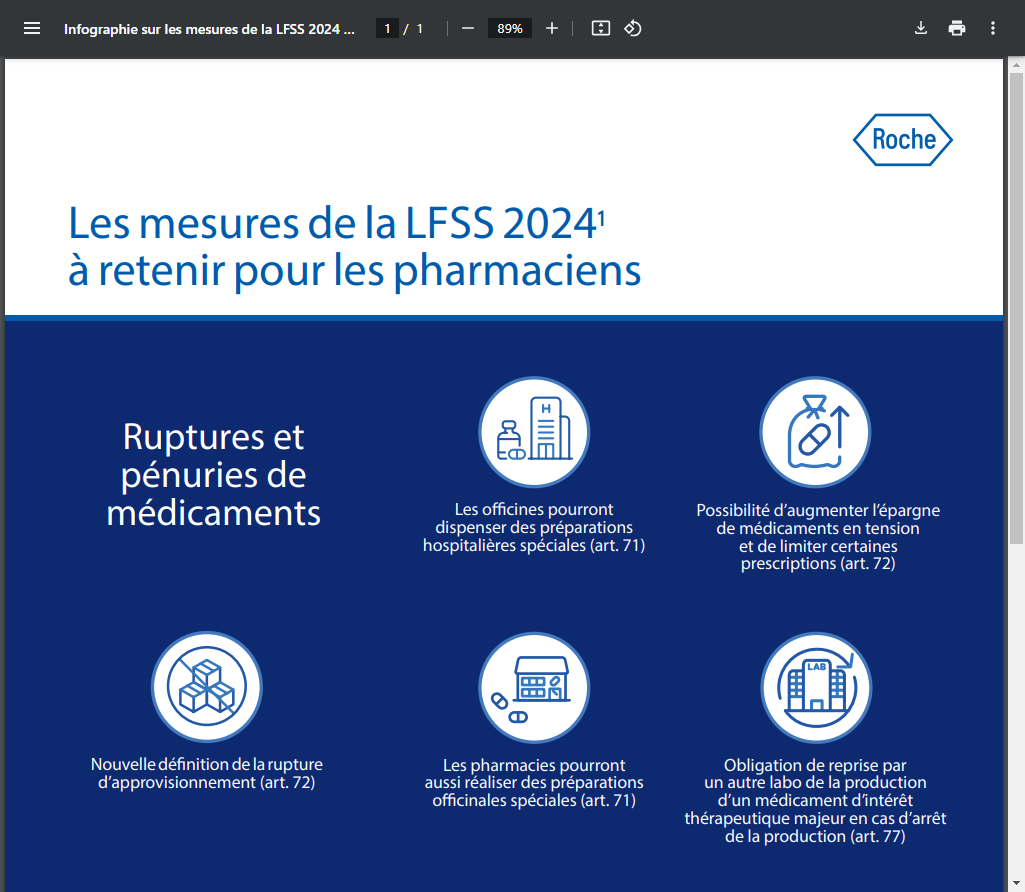 Infographie sur les mesures de la LFSS 2024 ...
1 / 1
89%
Roche
Les mesures de la LFSS 2024¹
à retenir pour les pharmaciens
Ruptures et
pénuries de
médicaments
H
Les officines pourront
dispenser des préparations
hospitalières spéciales (art. 71)
Possibilité d’augmenter l’épargne
de médicaments en tension
et de limiter certaines
prescriptions (art. 72)
Nouvelle définition de la rupture
d’approvisionnement (art. 72)
Les pharmacies pourront
aussi réaliser des préparations
officinales spéciales (art. 71)
LAB
Obligation de reprise par
un autre labo de la production
d’un médicament d’intérêt
thérapeutique majeur en cas d’arrêt
de la production (art. 77)